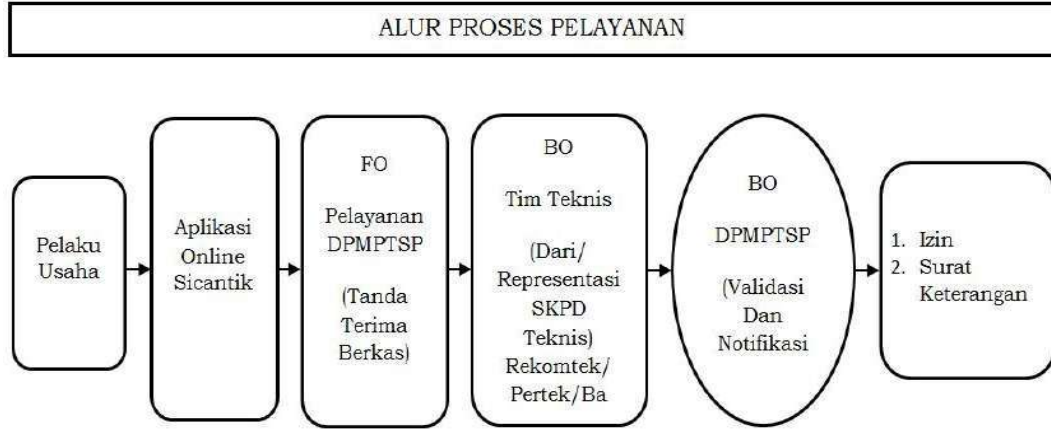 ALUR PROSES PELAYANAN
Pelaku
Usaha
Aplikasi
Online
Sicantik
FO
Pelayanan
DPMPTSP
(Tanda
Terima
Berkas)
BO
Tim Teknis
(Dari/
Representasi
SKPD
Teknis)
Rekomtek/
Pertek/Ba
BO
DPMPTSP
(Validasi
Dan
Notifikasi
1. Izin
2. Surat
Keterangan